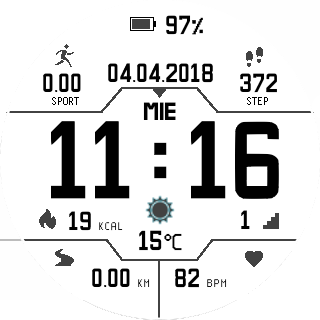 97%
04.04.2018
0.00 372
SPORT STEP
MIE
11:16
19 KCAL 1
15°C
0.00 KM 82 BPM